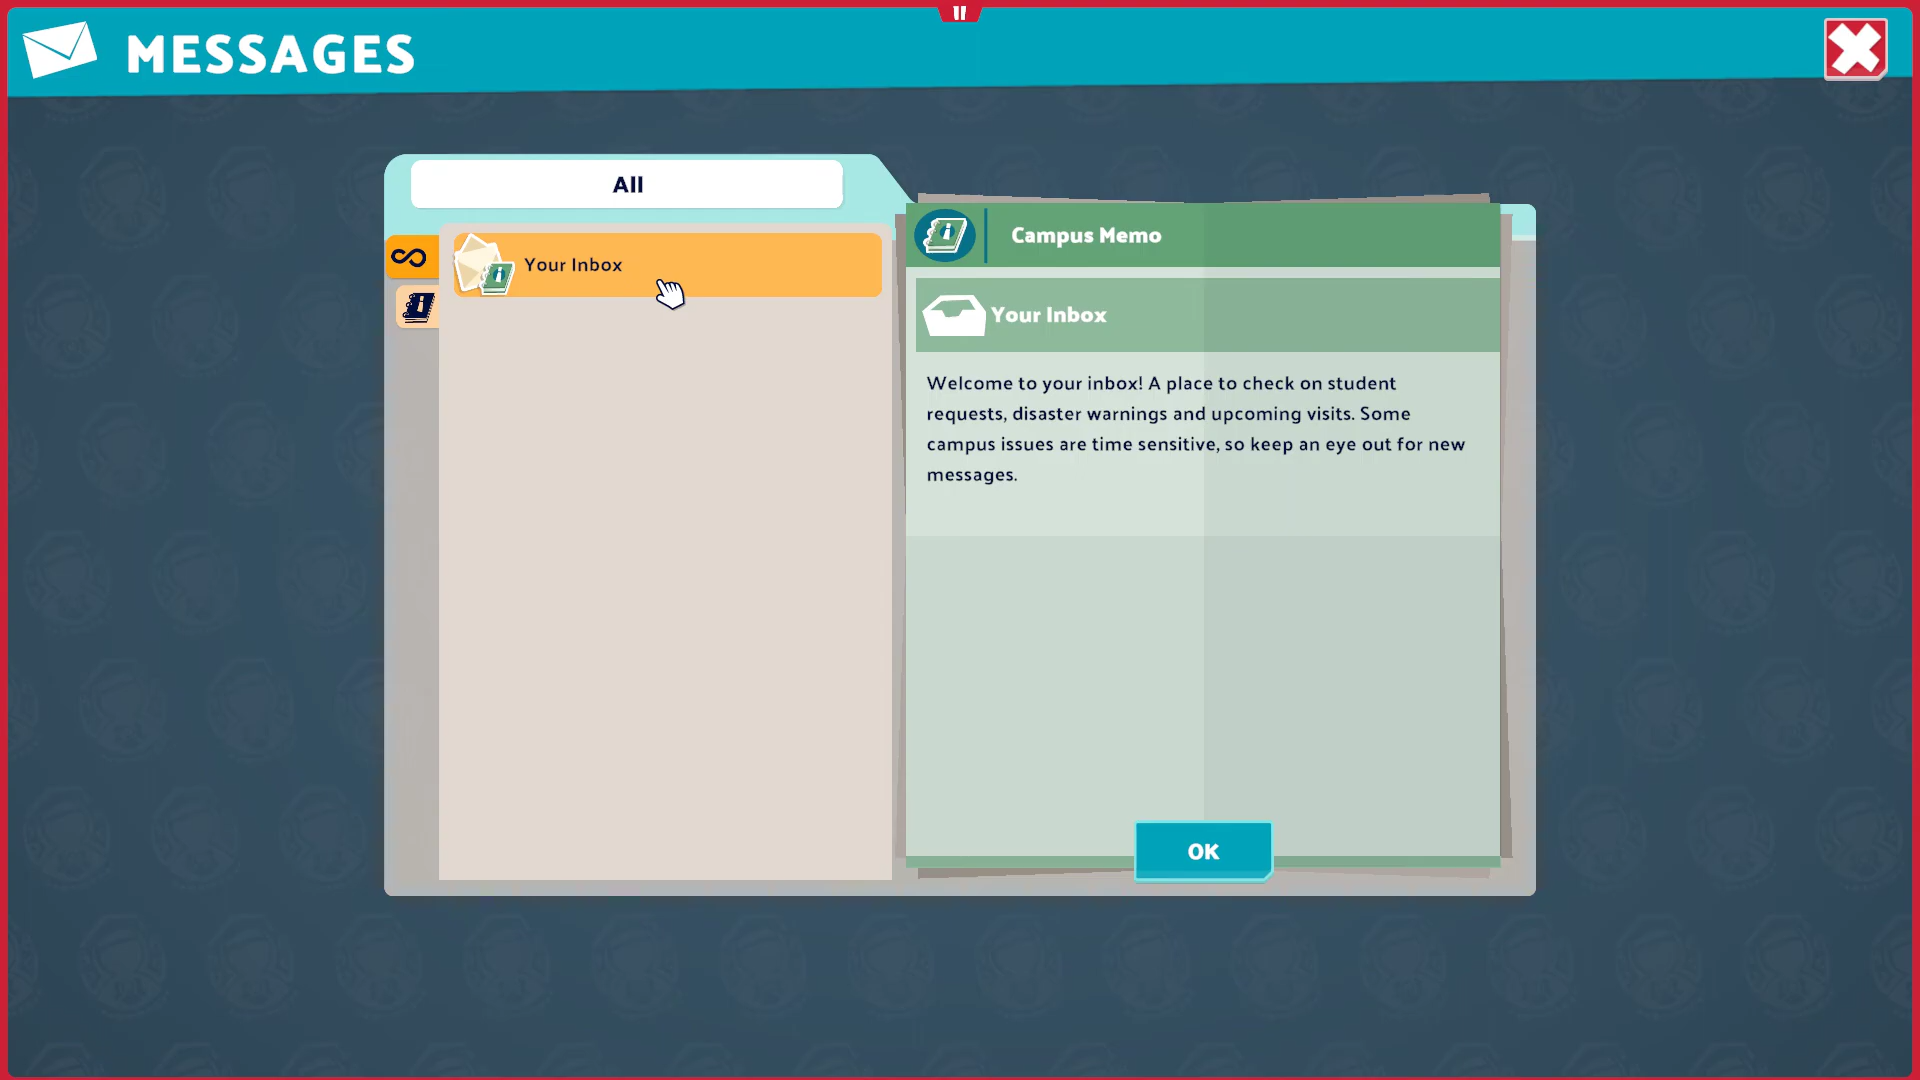 MESSAGES
All
Your Inbox
Campus Memo
Your Inbox
Welcome to your inbox! A place to check on student
requests, disaster warnings and upcoming visits. Some
campus issues are time sensitive, so keep an eye out for new
messages.
OK